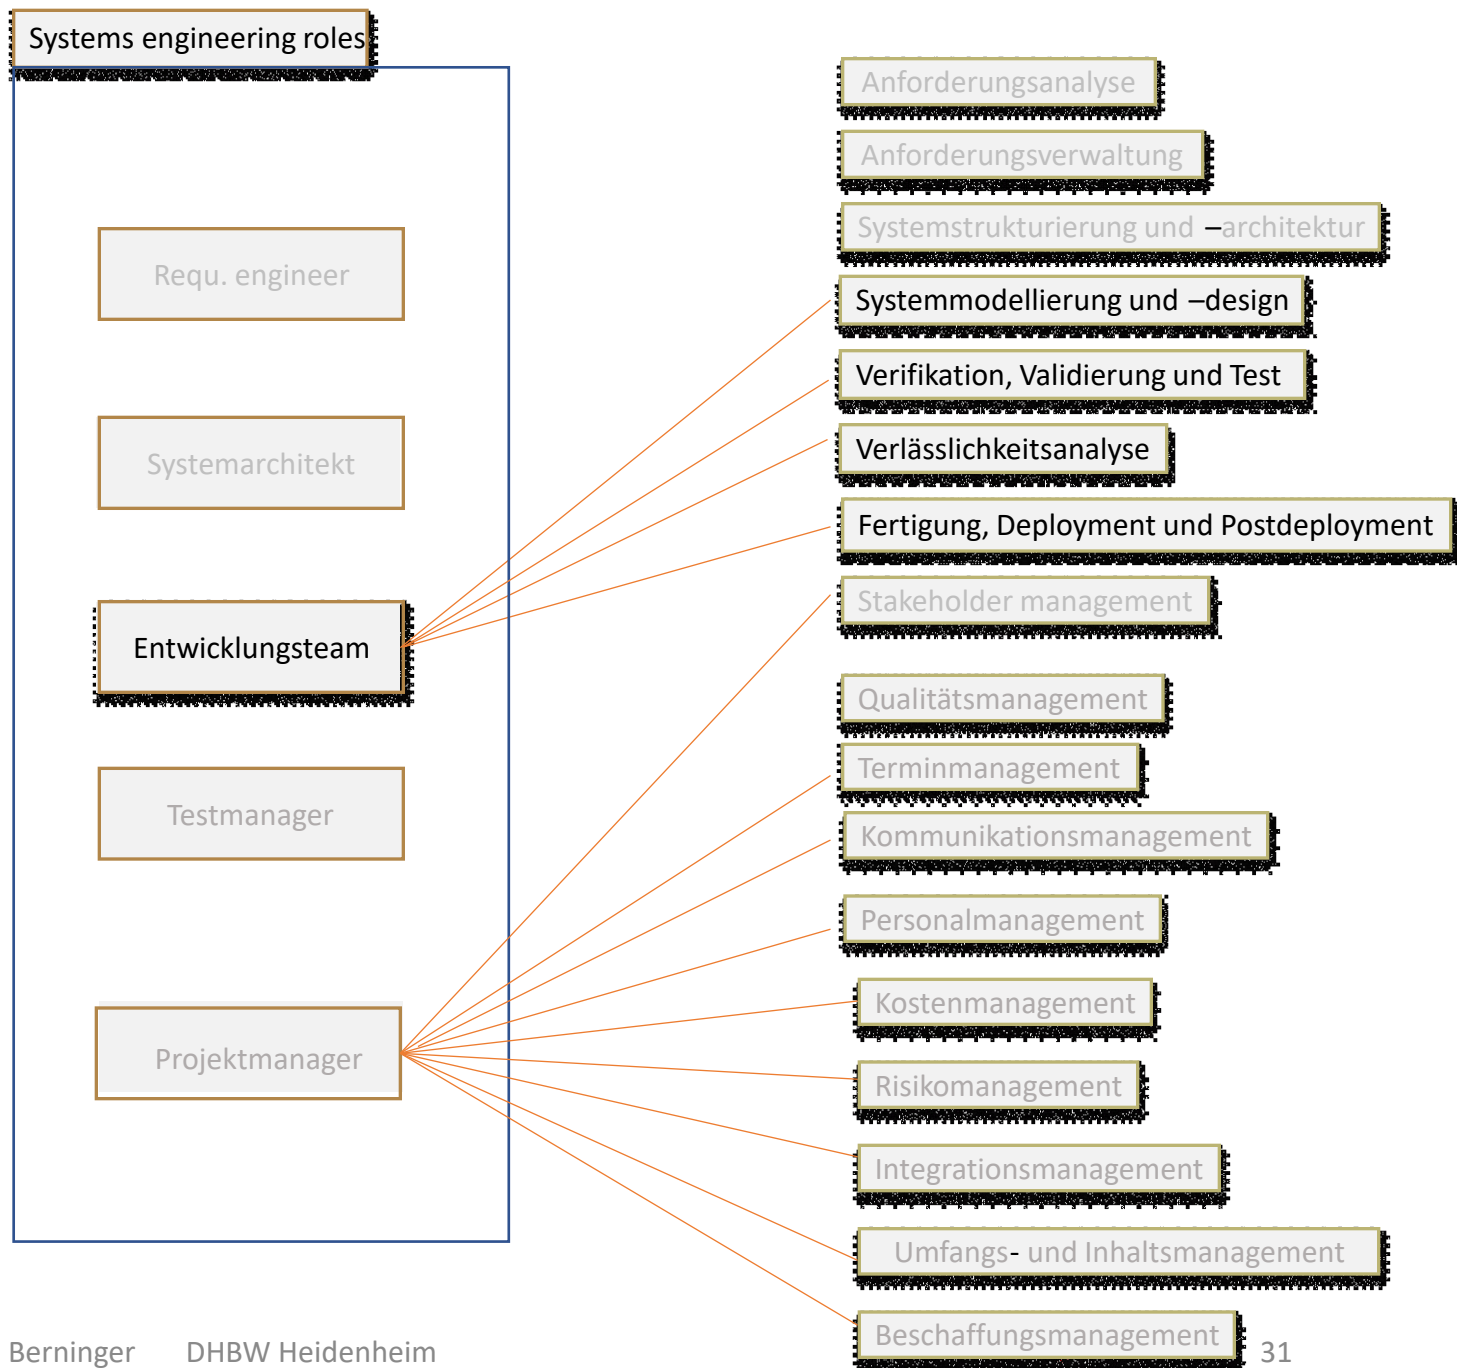 Systems engineering roles
Requ. engineer
Systemarchitekt
Entwicklungsteam
Testmanager
Projektmanager
Anforderungsanalyse
Anforderungsverwaltung
Systemstrukturierung und –architektur
Systemmodellierung und –design
Verifikation, Validierung und Test
Verlässlichkeitsanalyse
Fertigung, Deployment und Postdeployment
Stakeholder management
Qualitätsmanagement
Terminmanagement
Kommunikationsmanagement
Personalmanagement
Kostenmanagement
Risikomanagement
Integrationsmanagement
Umfangs- und Inhaltsmanagement
Beschaffungsmanagement
Berninger DHBW Heidenheim
31